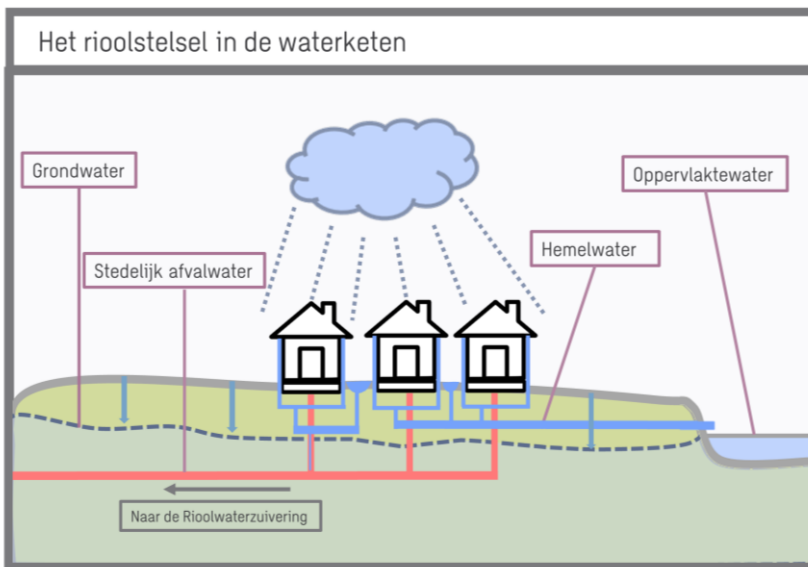 Het rioolstelsel in de waterketen
Grondwater
Oppervlaktewater
Stedelijk afvalwater
Hemelwater
Naar de Rioolwaterzuivering